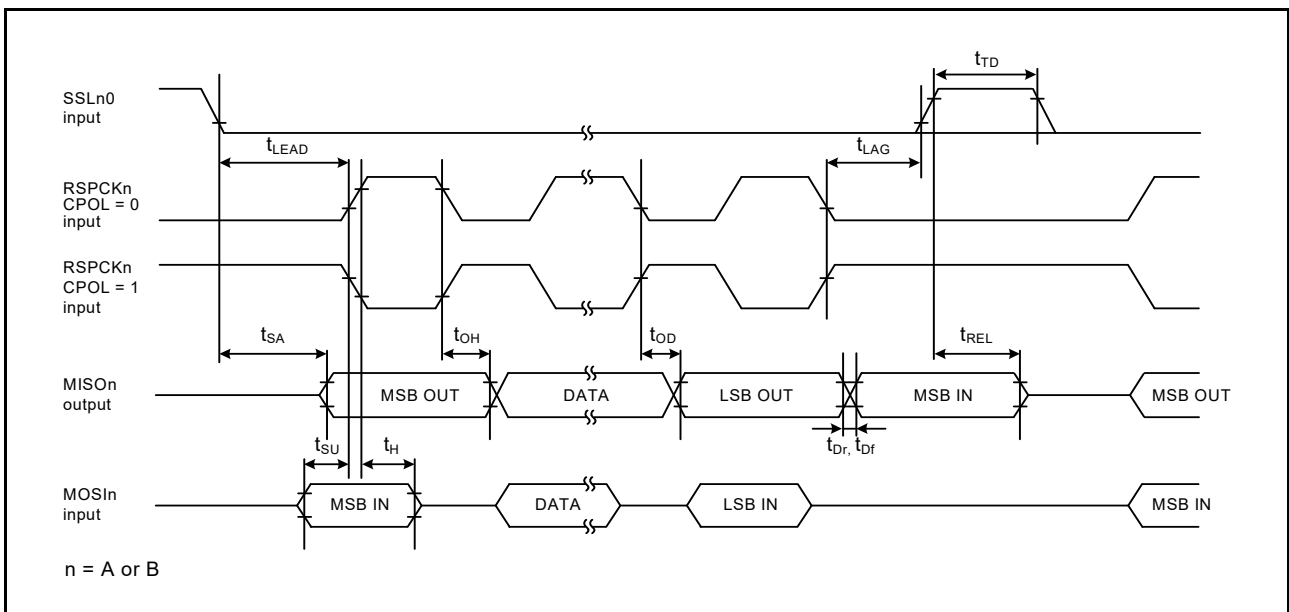 tTD
SSLn0
input
tLEAD
tLAG
RSPCKn
CPOL = 0
input
RSPCKn
CPOL = 1
input
tSA
tOH
tOD
tREL
MISOn
output
MSB OUT
DATA
LSB OUT
MSB IN
MSB OUT
tSU
tH
tDr, tDf
MOSIn
input
MSB IN
DATA
LSB IN
MSB IN
n = A or B